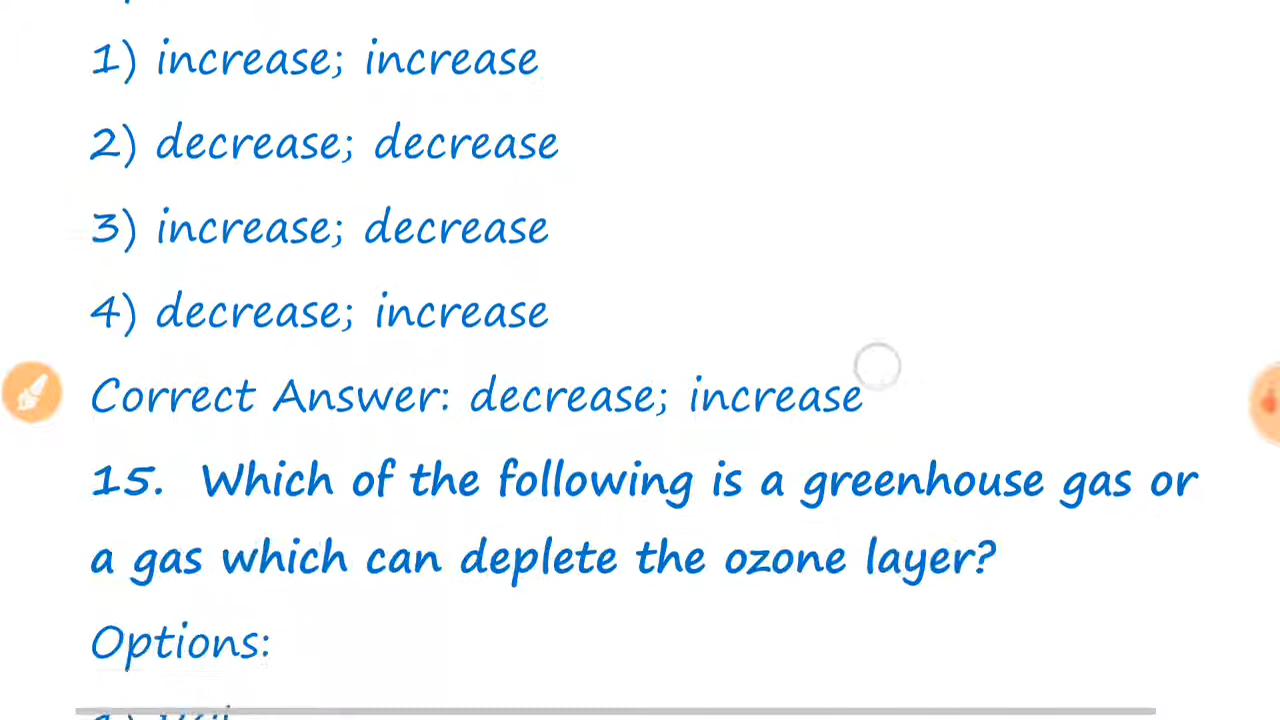 1) increase; increase
2) decrease; decrease
3) increase; decrease
4) decrease; increase
Correct Answer: decrease; increase
15. Which of the following is a greenhouse gas or
a gas which can deplete the ozone layer?
Options: